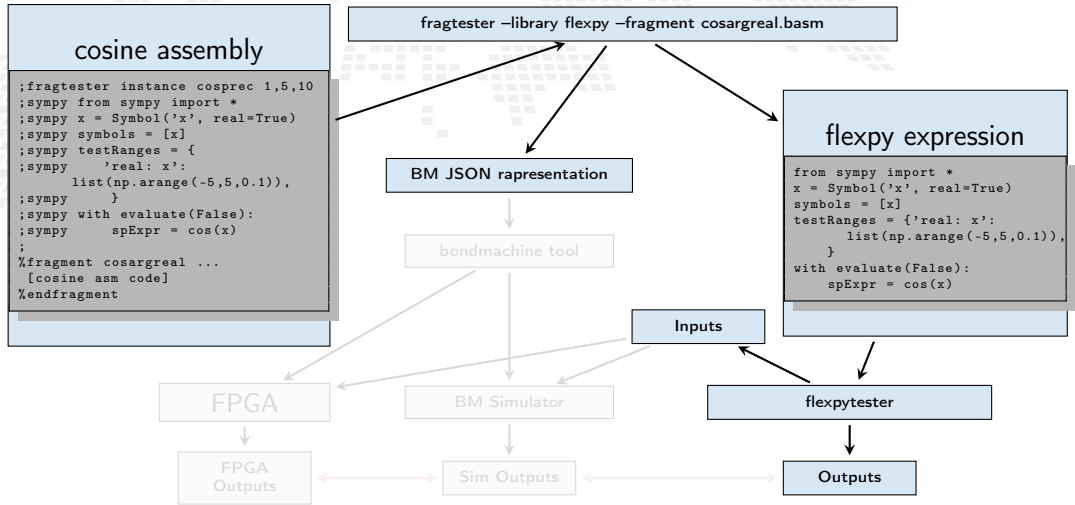 fragtester –library flexpy –fragment cosargreal.basm
cosine assembly
;fragtester instance cosprec 1,5,10
;sympy from sympy import *
;sympy x = Symbol('x', real=True)
;sympy symbols = [x]
;sympy testRanges = {
;sympy 'real: x':
list(np.arange(-5,5,0.1)),
;sympy }
;sympy with evaluate(False):
;sympy spExpr = cos(x)
;
%fragment cosargreal ...
[cosine asm code]
%endfragment
flexpy expression
from sympy import *
x = Symbol('x', real=True)
symbols = [x]
testRanges = {'real: x':
list(np.arange(-5,5,0.1)),
}
with evaluate(False):
spExpr = cos(x)
BM JSON rapresentation
bondmachine tool
Inputs
FPGA
BM Simulator
flexpytester
FPGA
Outputs
Sim Outputs
Outputs